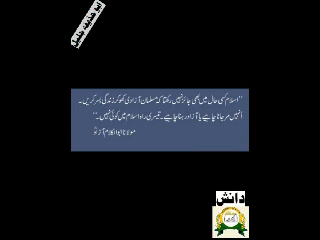 "اسلام کسی حال میں بھی جائز نہیں رکھتا کہ مسلمان آزادی کھو کر زندگی بسر کریں۔
انہیں مر جانا چاہیے یا آزاد رہنا چاہیے۔ تیسری راہ اسلام میں کوئی نہیں۔"
مولانا ابوالکلام آزادؒ
دانش